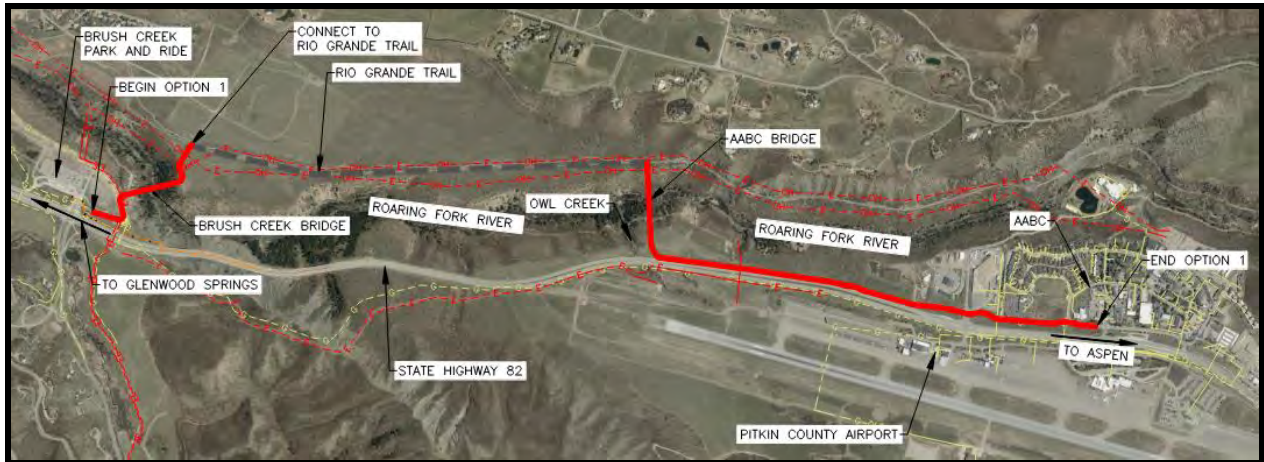 BRUSH CREEK
PARK AND RIDE
CONNECT TO
RIO GRANDE TRAIL
RIO GRANDE TRAIL
BEGIN OPTION 1
AABC BRIDGE
OWL CREEK
ROARING FORK RIVER
BRUSH CREEK BRIDGE
ROARING FORK RIVER
AABC
END OPTION 1
TO GLENWOOD SPRINGS
STATE HIGHWAY 82
TO ASPEN
PITKIN COUNTY AIRPORT